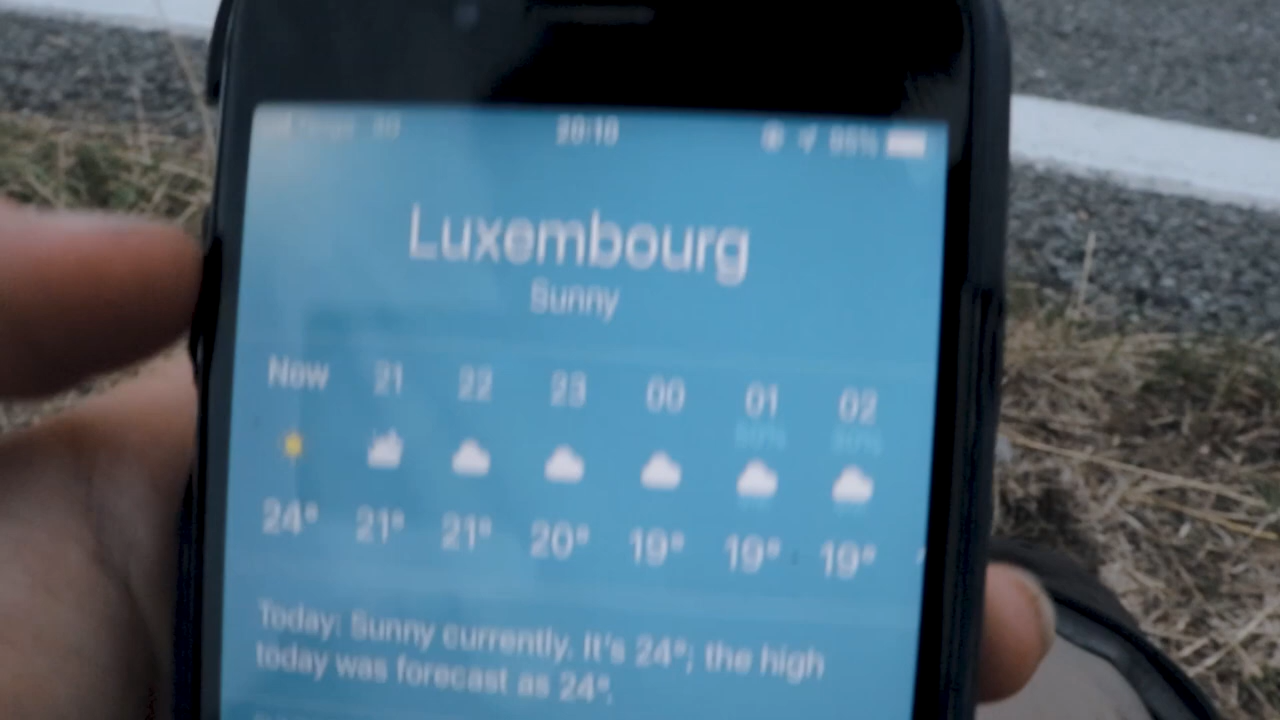 20:10
Luxembourg
Sunny
Now 21 22 23 00 01 02
24° 21° 21° 20° 19° 19° 19°
Today: Sunny currently. It's 24°; the high
today was forecast as 24°.